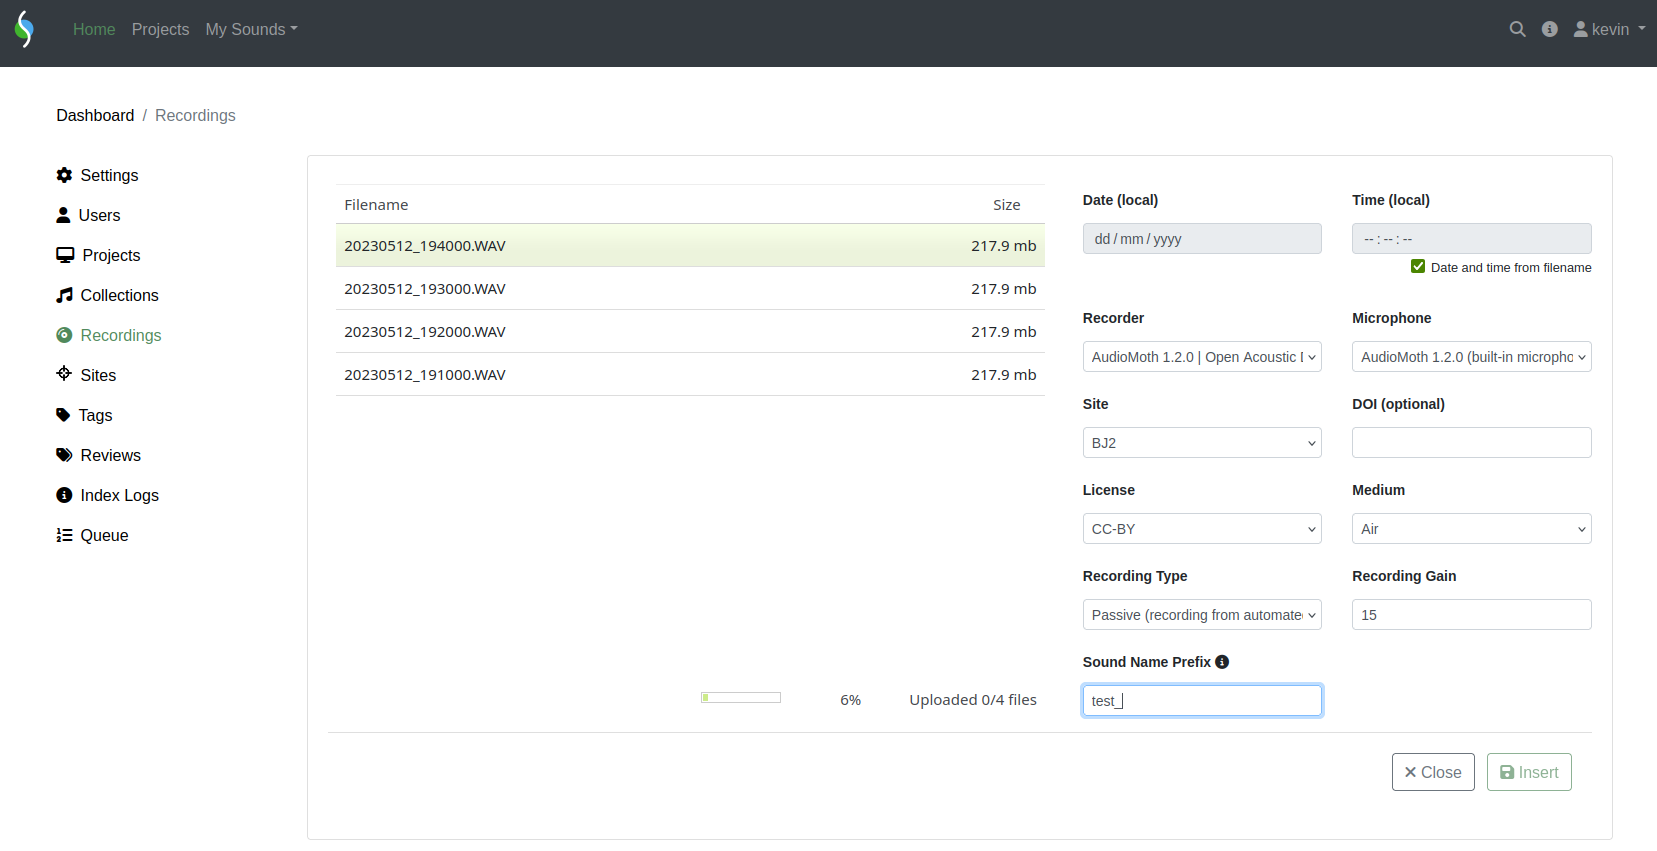 Home Projects My Sounds kevin
Dashboard / Recordings
Settings
Users
Projects
Collections
Recordings
Sites
Tags
Reviews
Index Logs
Queue
Filename Size
20230512_194000.WAV 217.9 mb
20230512_193000.WAV 217.9 mb
20230512_192000.WAV 217.9 mb
20230512_191000.WAV 217.9 mb
6% Uploaded 0/4 files
Date (local) Time (local)
dd / mm / yyyy -- : -- : --
Date and time from filename
Recorder Microphone
AudioMoth 1.2.0 | Open Acoustic AudioMoth 1.2.0 (built-in micropho
Site DOI (optional)
BJ2
License Medium
CC-BY Air
Recording Type Recording Gain
Passive (recording from automate 15
Sound Name Prefix
test_
Close Insert